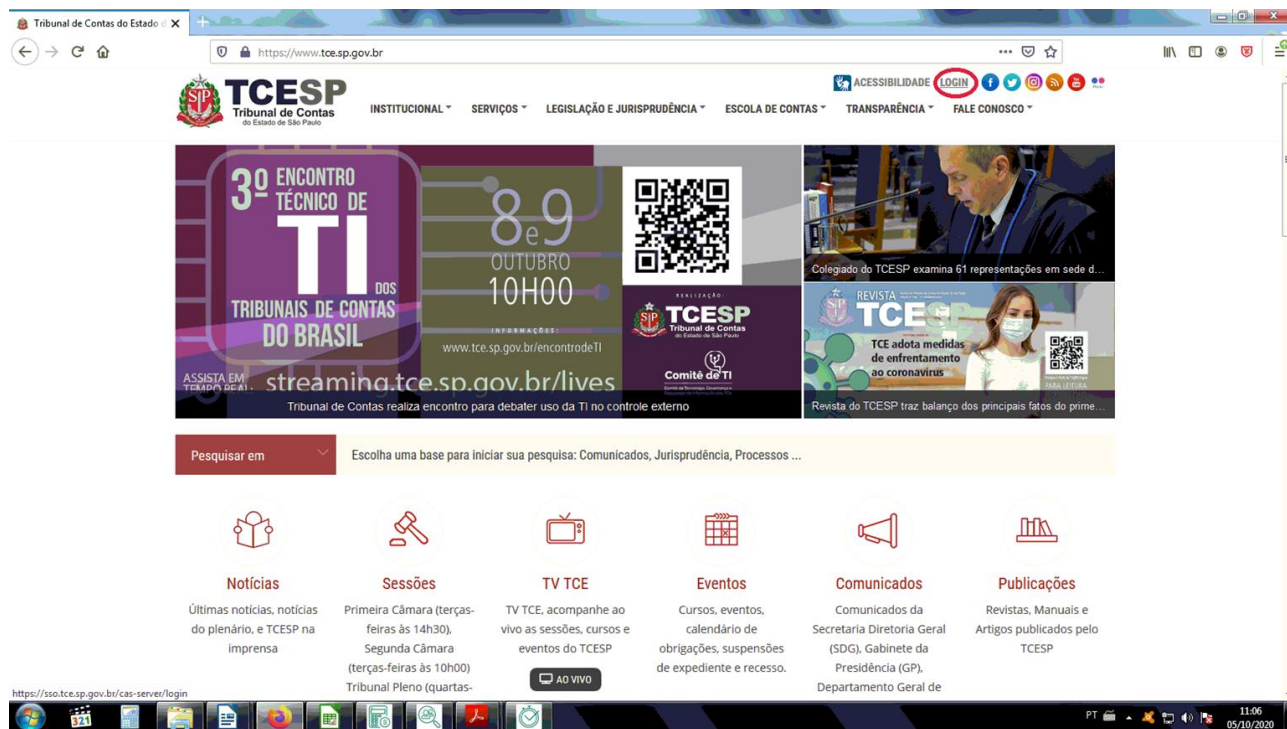 Tribunal de Contas do Estado d
https://www.tce.sp.gov.br
TCESP
Tribunal de Contas
do Estado de São Paulo
ACESSIBILIDADE LOGIN
INSTITUCIONAL SERVIÇOS LEGISLAÇÃO E JURISPRUDÊNCIA ESCOLA DE CONTAS TRANSPARÊNCIA FALE CONOSCO
3º ENCONTRO
TÉCNICO DE
TI DOS
TRIBUNAIS DE CONTAS
DO BRASIL
ASSISTA EM
TEMPO REAL: streaming.tce.sp.gov.br/lives
8 e 9
OUTUBRO
10H00
INFORMAÇÕES:
www.tce.sp.gov.br/encontrodeTI
REALIZAÇÃO:
SP TCESP
Tribunal de Contas
do Estado de São Paulo
Comitê de TI
Tribunal de Contas realiza encontro para debater uso da TI no controle externo
Colegiado do TCESP examina 61 representações em sede d...
REVISTA
TCESP
TCE adota medidas
de enfrentamento
ao coronavírus
PARA LEITURA
Revista do TCESP traz balanço dos principais fatos do prime...
Pesquisar em
Escolha uma base para iniciar sua pesquisa: Comunicados, Jurisprudência, Processos ...
Notícias
Últimas notícias, notícias
do plenário, e TCESP na
imprensa
Sessões
Primeira Câmara (terças-
feiras às 14h30),
Segunda Câmara
(terças-feiras às 10h00)
Tribunal Pleno (quartas-
TV TCE
TV TCE, acompanhe ao
vivo as sessões, cursos e
eventos do TCESP
AO VIVO
Eventos
Cursos, eventos,
calendário de
obrigações, suspensões
de expediente e recesso.
Comunicados
Comunicados da
Secretaria Diretoria Geral
(SDG), Gabinete da
Presidência (GP),
Departamento Geral de
Publicações
Revistas, Manuais e
Artigos publicados pelo
TCESP
https://sso.tce.sp.gov.br/cas-server/login
321
PT
11:06
05/10/2020